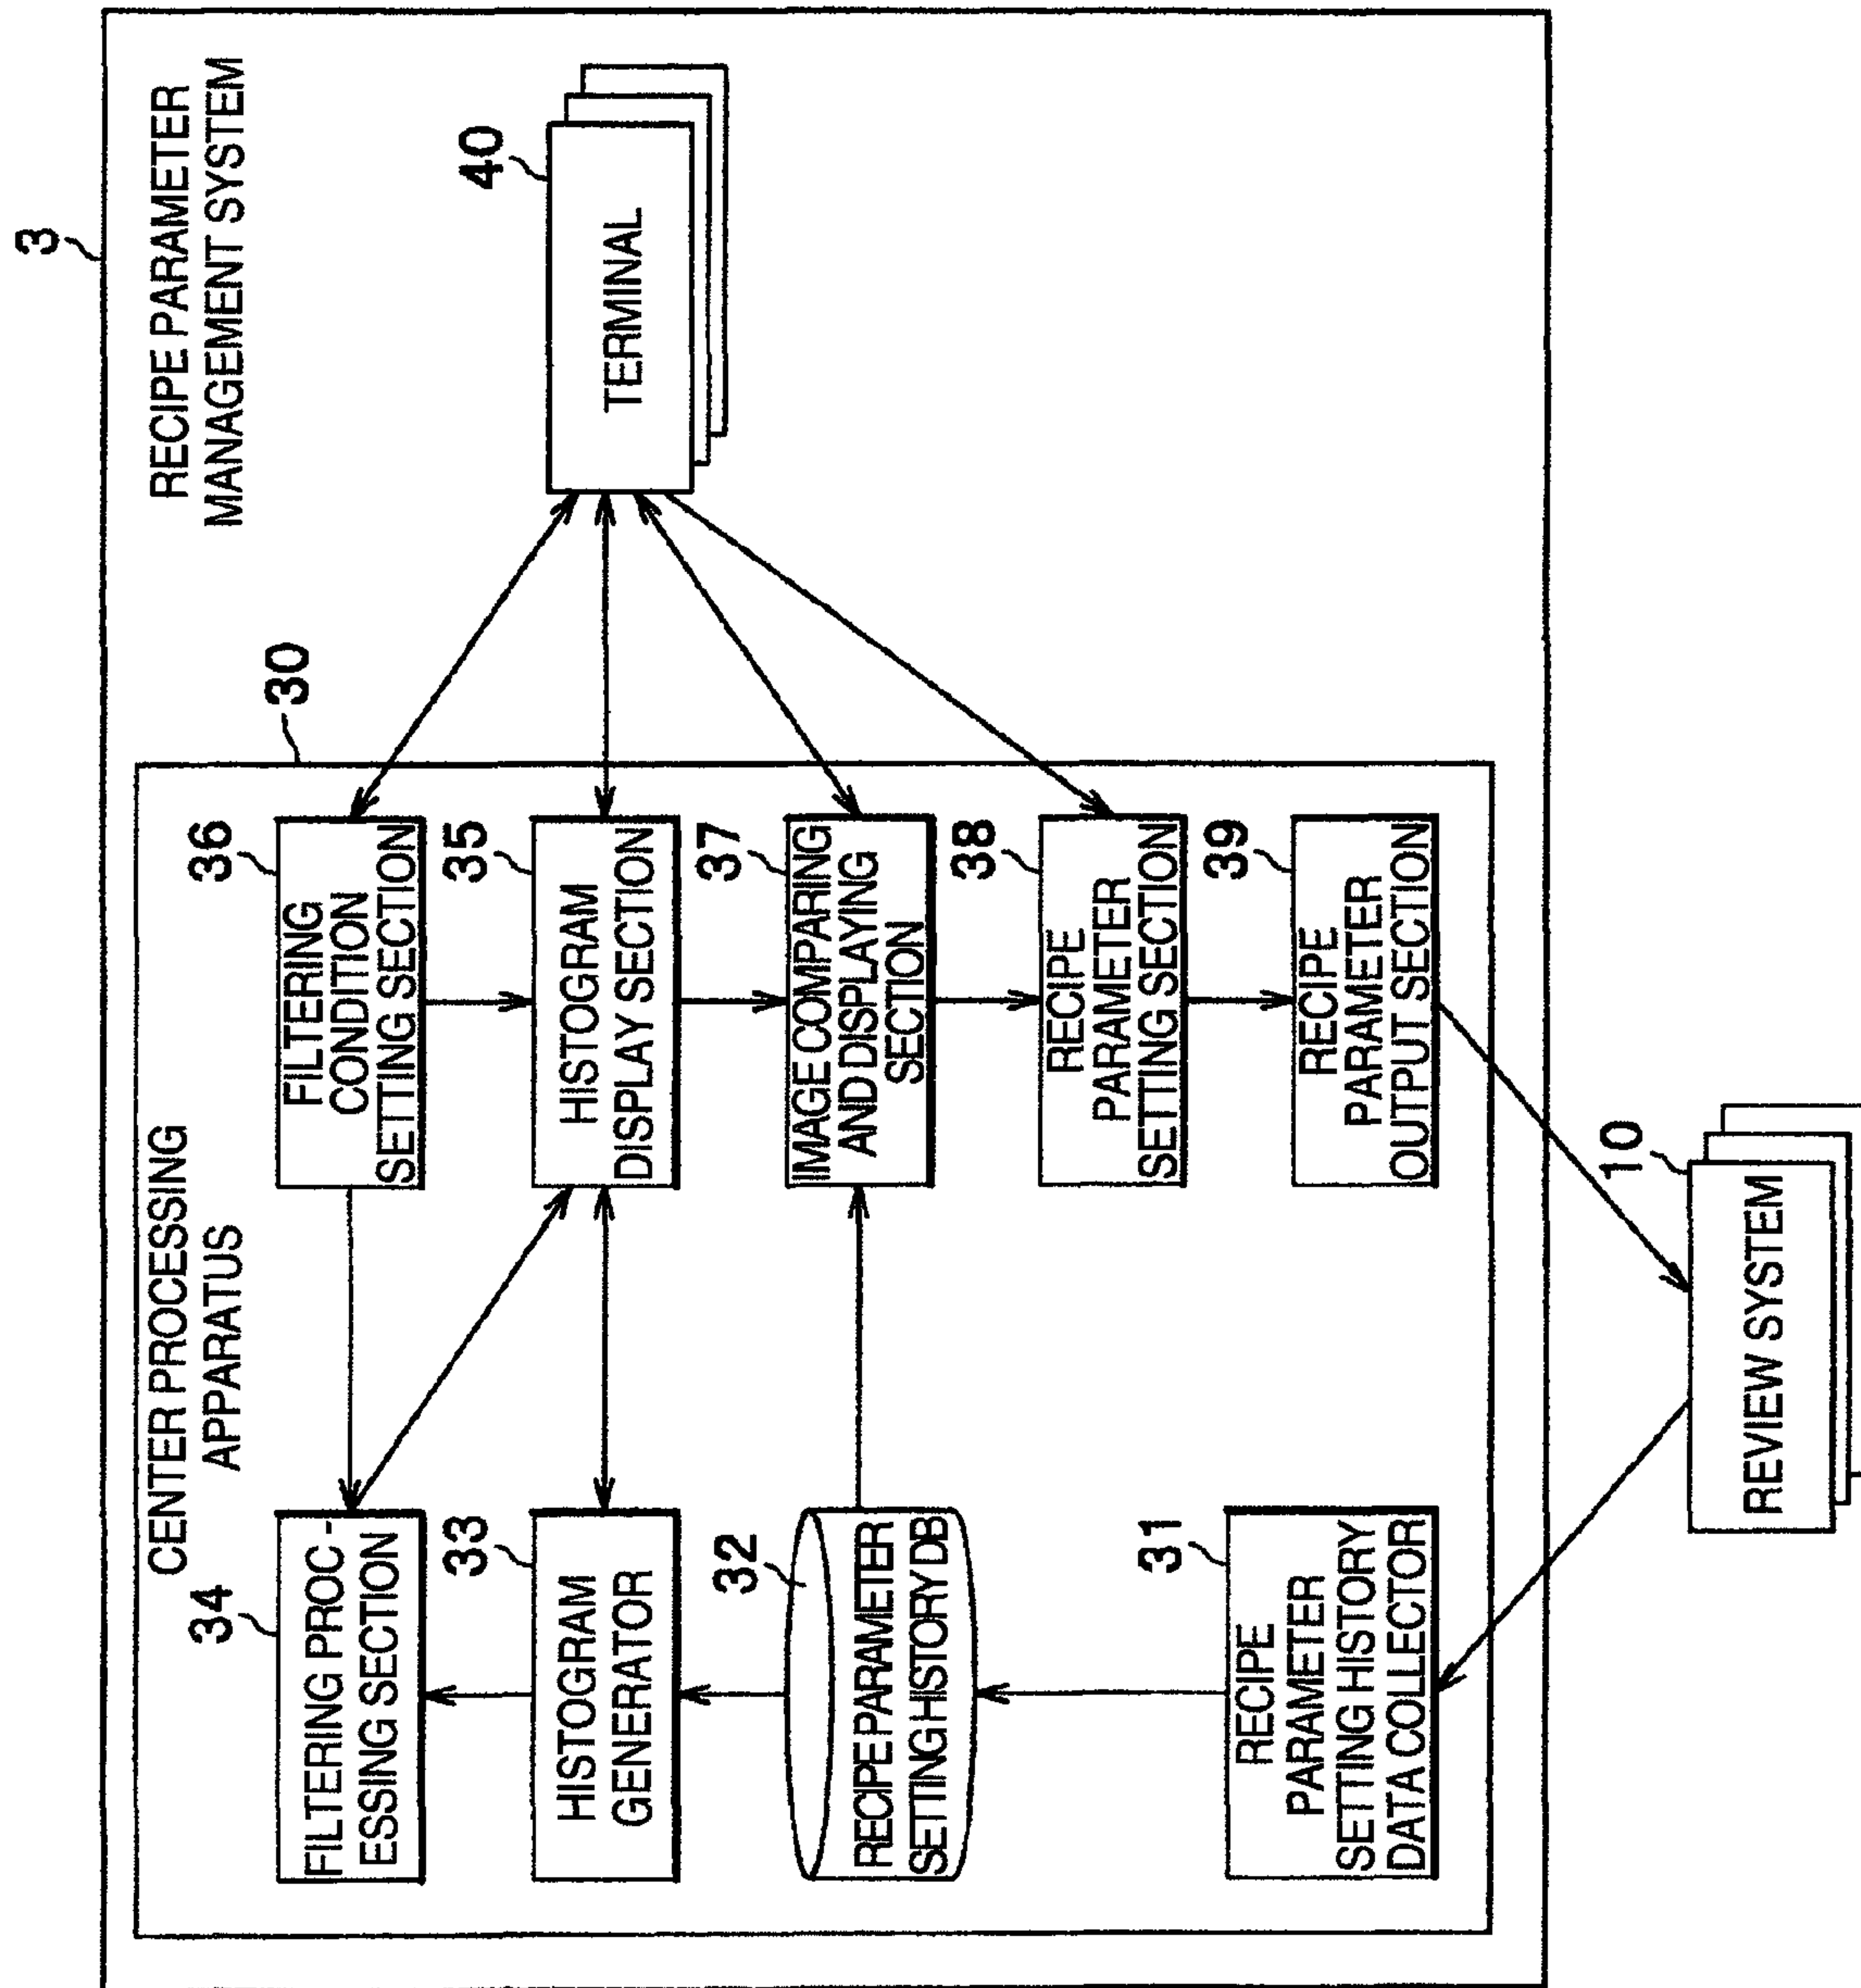 3
RECIPE PARAMETER
MANAGEMENT SYSTEM
CENTER PROCESSING
APPARATUS
30
34
FILTERING PROC-
ESSING SECTION
36
FILTERING
CONDITION
SETTING SECTION
40
TERMINAL
33
HISTOGRAM
GENERATOR
35
HISTOGRAM
DISPLAY SECTION
32
RECIPE PARAMETER
SETTING HISTORY DB
37
IMAGE COMPARING
AND DISPLAYING
SECTION
38
RECIPE
PARAMETER
SETTING SECTION
31
RECIPE
PARAMETER
SETTING HISTORY
DATA COLLECTOR
39
RECIPE
PARAMETER
OUTPUT SECTION
10
REVIEW SYSTEM